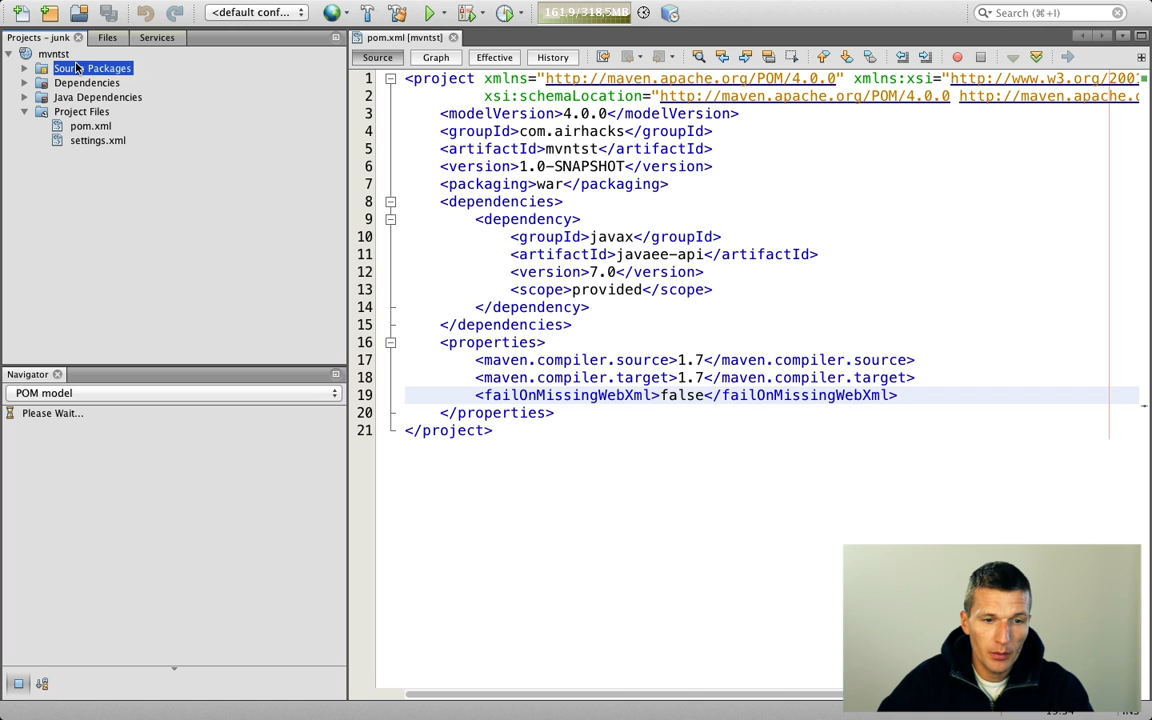 <default conf...
161.9/318.5MB
Search (⌘+I)
Projects - junk
Files
Services
pom.xml [mvntst]
mvntst
Source Packages
Dependencies
Java Dependencies
Project Files
pom.xml
settings.xml
Source
Graph
Effective
History
1 <project xmlns="http://maven.apache.org/POM/4.0.0" xmlns:xsi="http://www.w3.org/2001
2 xsi:schemaLocation="http://maven.apache.org/POM/4.0.0 http://maven.apache.o
3 <modelVersion>4.0.0</modelVersion>
4 <groupId>com.airhacks</groupId>
5 <artifactId>mvntst</artifactId>
6 <version>1.0-SNAPSHOT</version>
7 <packaging>war</packaging>
8 <dependencies>
9 <dependency>
10 <groupId>javax</groupId>
11 <artifactId>javaee-api</artifactId>
12 <version>7.0</version>
13 <scope>provided</scope>
14 </dependency>
15 </dependencies>
16 <properties>
17 <maven.compiler.source>1.7</maven.compiler.source>
18 <maven.compiler.target>1.7</maven.compiler.target>
19 <failOnMissingWebXml>false</failOnMissingWebXml>
20 </properties>
21 </project>
Navigator
POM model
Please Wait...